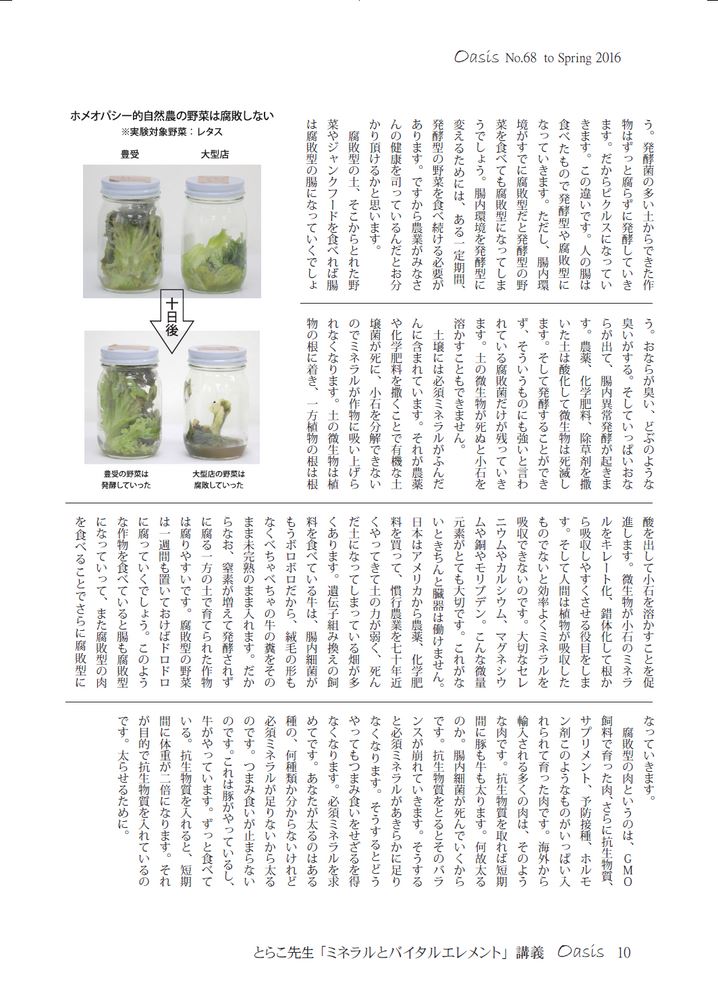 Oasis No.68 to Spring 2016
う。発酵菌の多い土からできた作
物はずっと腐らずに発酵していき
ます。だからピクルスになってい
きます。この違いです。人の腸は
食べたもので発酵型や腐敗型に
なっていきます。ただし、腸内環
境がすでに腐敗型だと発酵型の野
菜を食べても腐敗型になってしま
うでしょう。腸内環境を発酵型に
変えるためには、ある一定期間、
発酵型の野菜を食べ続ける必要が
あります。ですから農業がみなさ
んの健康を司っているんだとお分
かり頂けるかと思います。
腐敗型の土、そこからとれた野
菜やジャンクフードを食べれば腸
は腐敗型の腸になっていくでしょ
ホメオパシー的自然農の野菜は腐敗しない
※実験対象野菜：レタス
豊受
大型店
十日後
豊受の野菜は
発酵していった
大型店の野菜は
腐敗していった
う。おならが臭い、どぶのような
臭いがする。そしていっぱいおな
らが出て、腸内異常発酵が起きま
す。農薬、化学肥料、除草剤を撒
いた土は酸化して微生物は死滅し
ます。そして発酵することができ
ず、そういうものにも強いと言わ
れている腐敗菌だけが残っていき
ます。土の微生物が死ぬと小石を
溶かすこともできません。
土壌には必須ミネラルがふんだ
んに含まれています。それが農薬
や化学肥料を撒くことで有機な土
壌菌が死に、小石を分解できない
のでミネラルが作物に吸い上げら
れなくなります。土の微生物は植
物の根に着き、一方植物の根は根
酸を出して小石を溶かすことを促
進します。微生物が小石のミネラ
ルをキレート化、錯体化して根か
ら吸収しやすくさせる役目をしま
す。そして人間は植物が吸収した
ものでないと効率よくミネラルを
吸収できないのです。大切なセレ
ニウムやカルシウム、マグネシウ
ムや銅やモリブデン。こんな微量
元素がとても大切です。これがな
いときちんと臓器は働けません。
日本はアメリカから農薬、化学肥
料を買って、慣行農業を七十年近
くやってきて土の力が弱く、死ん
だ土になってしまっている畑が多
くあります。遺伝子組み換えの飼
料を食べている牛は、腸内細菌が
もうボロボロだから、絨毛の形も
なくべちゃべちゃの牛の糞をその
まま未完熟のまま入れます。だか
らなお、窒素が増えて発酵されず
に腐る一方の土で育てられた作物
は腐りやすいです。腐敗型の野菜
は一週間も置いておけばドロドロ
に腐っていくでしょう。このよう
な作物を食べていると腸も腐敗型
になっていって、また腐敗型の肉
を食べることでさらに腐敗型に
なっていきます。
腐敗型の肉というのは、GMO
飼料で育った肉、さらに抗生物質、
サプリメント、予防接種、ホルモ
ン剤このようなものがいっぱい入
れられて育った肉です。海外から
輸入される多くの肉は、そのよう
な肉です。抗生物質を取れば短期
間に豚も牛も太ります。何故太る
のか。腸内細菌が死んでいくから
です。抗生物質をとるとそのバラ
ンスが崩れていきます。そうする
と必須ミネラルがあきらかに足り
なくなります。そうするとどう
やってもつまみ食いをせざるを得
なくなります。必須ミネラルを求
めてです。あなたが太るのはある
種の、何種類か分からないけれど
必須ミネラルが足りないから太る
のです。つまみ食いが止まらない
のです。これは豚がやっているし、
牛がやっています。ずっと食べて
いる。抗生物質を入れると、短期
間に体重が二倍になります。それ
が目的で抗生物質を入れているの
です。太らせるために。
とらこ先生「ミネラルとバイタルエレメント」講義 Oasis 10